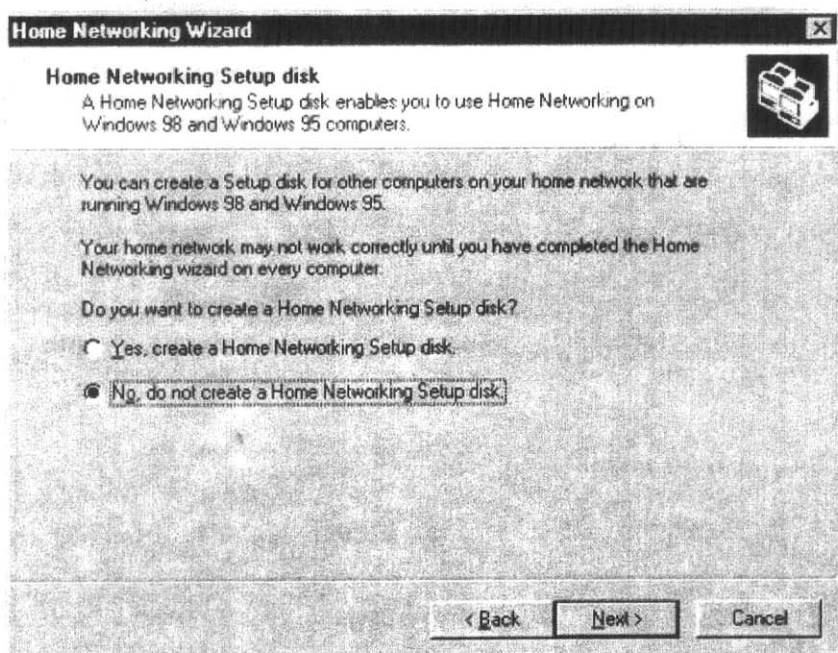 Home Networking Wizard
Home Networking Setup disk
A Home Networking Setup disk enables you to use Home Networking on
Windows 98 and Windows 95 computers.
You can create a Setup disk for other computers on your home network that are
running Windows 98 and Windows 95.
Your home network may not work correctly until you have completed the Home
Networking wizard on every computer.
Do you want to create a Home Networking Setup disk?
Yes, create a Home Networking Setup disk.
No, do not create a Home Networking Setup disk.
< Back Next > Cancel